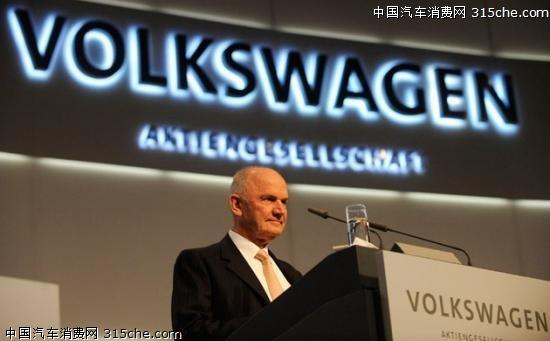 中国汽车消费网 315che.com
VOLKSWAGEN
AKTIENGESELLSCHAFT
VOLKSWAGEN
AKTIENGESELLSCHAFT
中国汽车消费网 315che.com